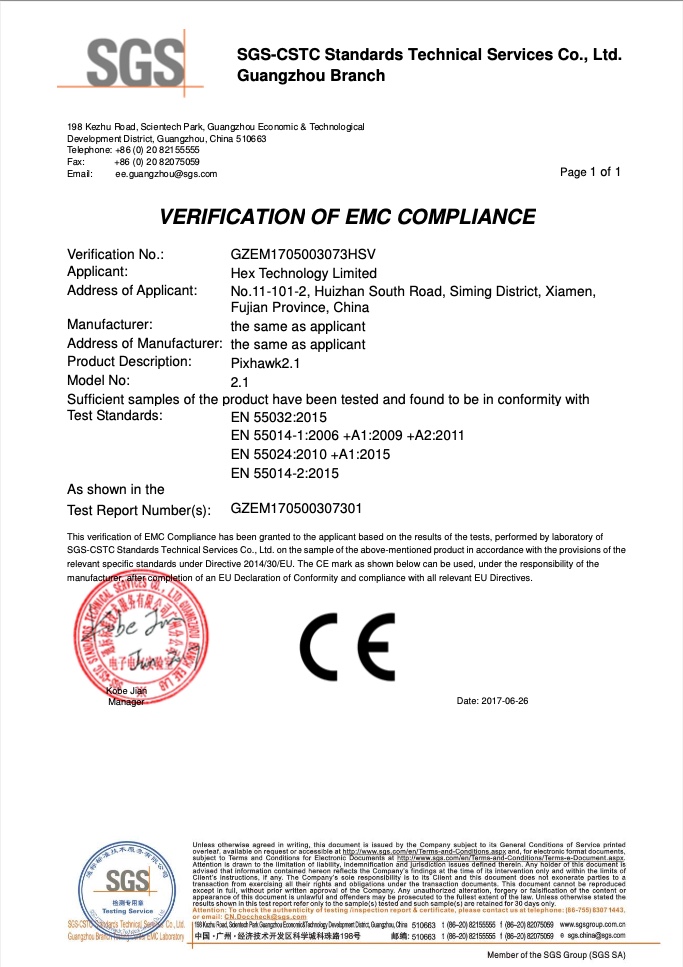 SGS
SGS-CSTC Standards Technical Services Co., Ltd.
Guangzhou Branch
198 Kezhu Road, Scientech Park, Guangzhou Economic & Technological
Development District, Guangzhou, China 510663
Telephone: +86 (0) 20 82155555
Fax: +86 (0) 20 82075059
Email: ee.guangzhou@sgs.com
Page 1 of 1
VERIFICATION OF EMC COMPLIANCE
Verification No.: GZEM1705003073HSV
Applicant: Hex Technology Limited
Address of Applicant: No.11-101-2, Huizhan South Road, Siming District, Xiamen,
Fujian Province, China
Manufacturer: the same as applicant
Address of Manufacturer: the same as applicant
Product Description: Pixhawk2.1
Model No: 2.1
Sufficient samples of the product have been tested and found to be in conformity with
Test Standards: EN 55032:2015
EN 55014-1:2006 +A1:2009 +A2:2011
EN 55024:2010 +A1:2015
EN 55014-2:2015
As shown in the
Test Report Number(s): GZEM170500307301
This verification of EMC Compliance has been granted to the applicant based on the results of the tests, performed by laboratory of
SGS-CSTC Standards Technical Services Co., Ltd. on the sample of the above-mentioned product in accordance with the provisions of the
relevant specific standards under Directive 2014/30/EU. The CE mark as shown below can be used, under the responsibility of the
manufacturer, after completion of an EU Declaration of Conformity and compliance with all relevant EU Directives.
CE
Kobe Jian
Manager
Date: 2017-06-26
SGS
检测专用章
Testing Service
SGS-CSTC Standards Technical Services Co., Ltd.
Guangzhou Branch EMC Laboratory
Unless otherwise agreed in writing, this document is issued by the Company subject to its General Conditions of Service printed
overleaf, available on request or accessible at http://www.sgs.com/en/Terms-and-Conditions.aspx and, for electronic format documents,
subject to Terms and Conditions for Electronic Documents at http://www.sgs.com/en/Terms-and-Conditions/Terms-e-Document.aspx.
Attention is drawn to the limitation of liability, indemnification and jurisdiction issues defined therein. Any holder of this document is
advised that information contained hereon reflects the Company's findings at the time of its intervention only and within the limits of
Client's instructions, if any. The Company's sole responsibility is to its Client and this document does not exonerate parties to a
transaction from exercising all their rights and obligations under the transaction documents. This document cannot be reproduced
except in full, without prior written approval of the Company. Any unauthorized alteration, forgery or falsification of the content or
appearance of this document is unlawful and offenders may be prosecuted to the fullest extent of the law. Unless otherwise stated the
results shown in this test report refer only to the sample(s) tested and such sample(s) are retained for 30 days only.
Attention: To check the authenticity of testing /inspection report & certificate, please contact us at telephone: (86-755) 8307 1443,
or email: CN.Doccheck@sgs.com
198 Kezhu Road, Scientech Park Guangzhou Economic & Technology Development District, Guangzhou, China 510663 t (86–20) 82155555 f (86–20) 82075059 www.sgsgroup.com.cn
中国 · 广州 · 经济技术开发区科学城科珠路198号 邮编: 510663 t (86–20) 82155555 f (86–20) 82075059 e sgs.china@sgs.com
Member of the SGS Group (SGS SA)